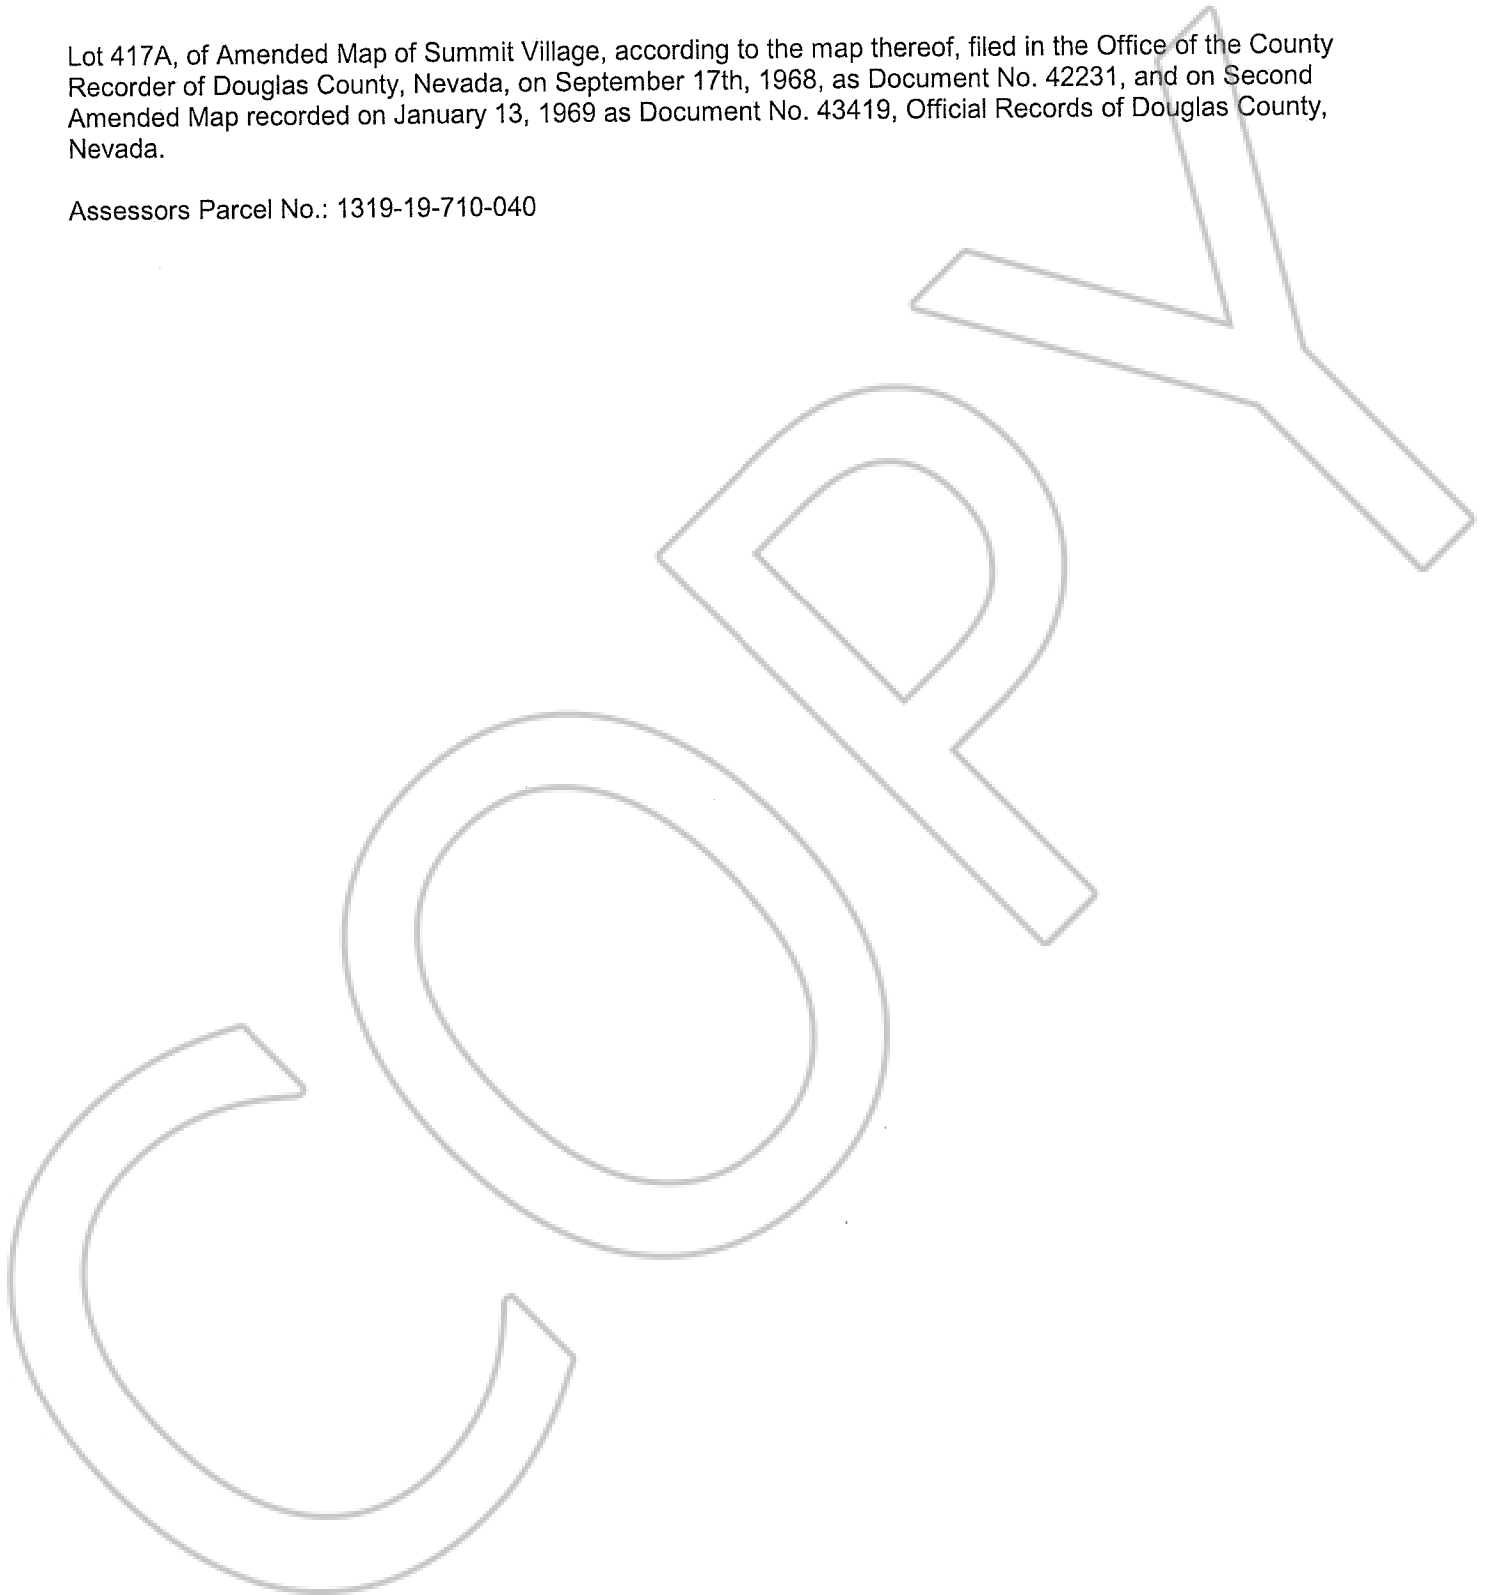 Lot 417A, of Amended Map of Summit Village, according to the map thereof, filed in the Office of the County
Recorder of Douglas County, Nevada, on September 17th, 1968, as Document No. 42231, and on Second
Amended Map recorded on January 13, 1969 as Document No. 43419, Official Records of Douglas County,
Nevada.
Assessors Parcel No.: 1319-19-710-040
COPY